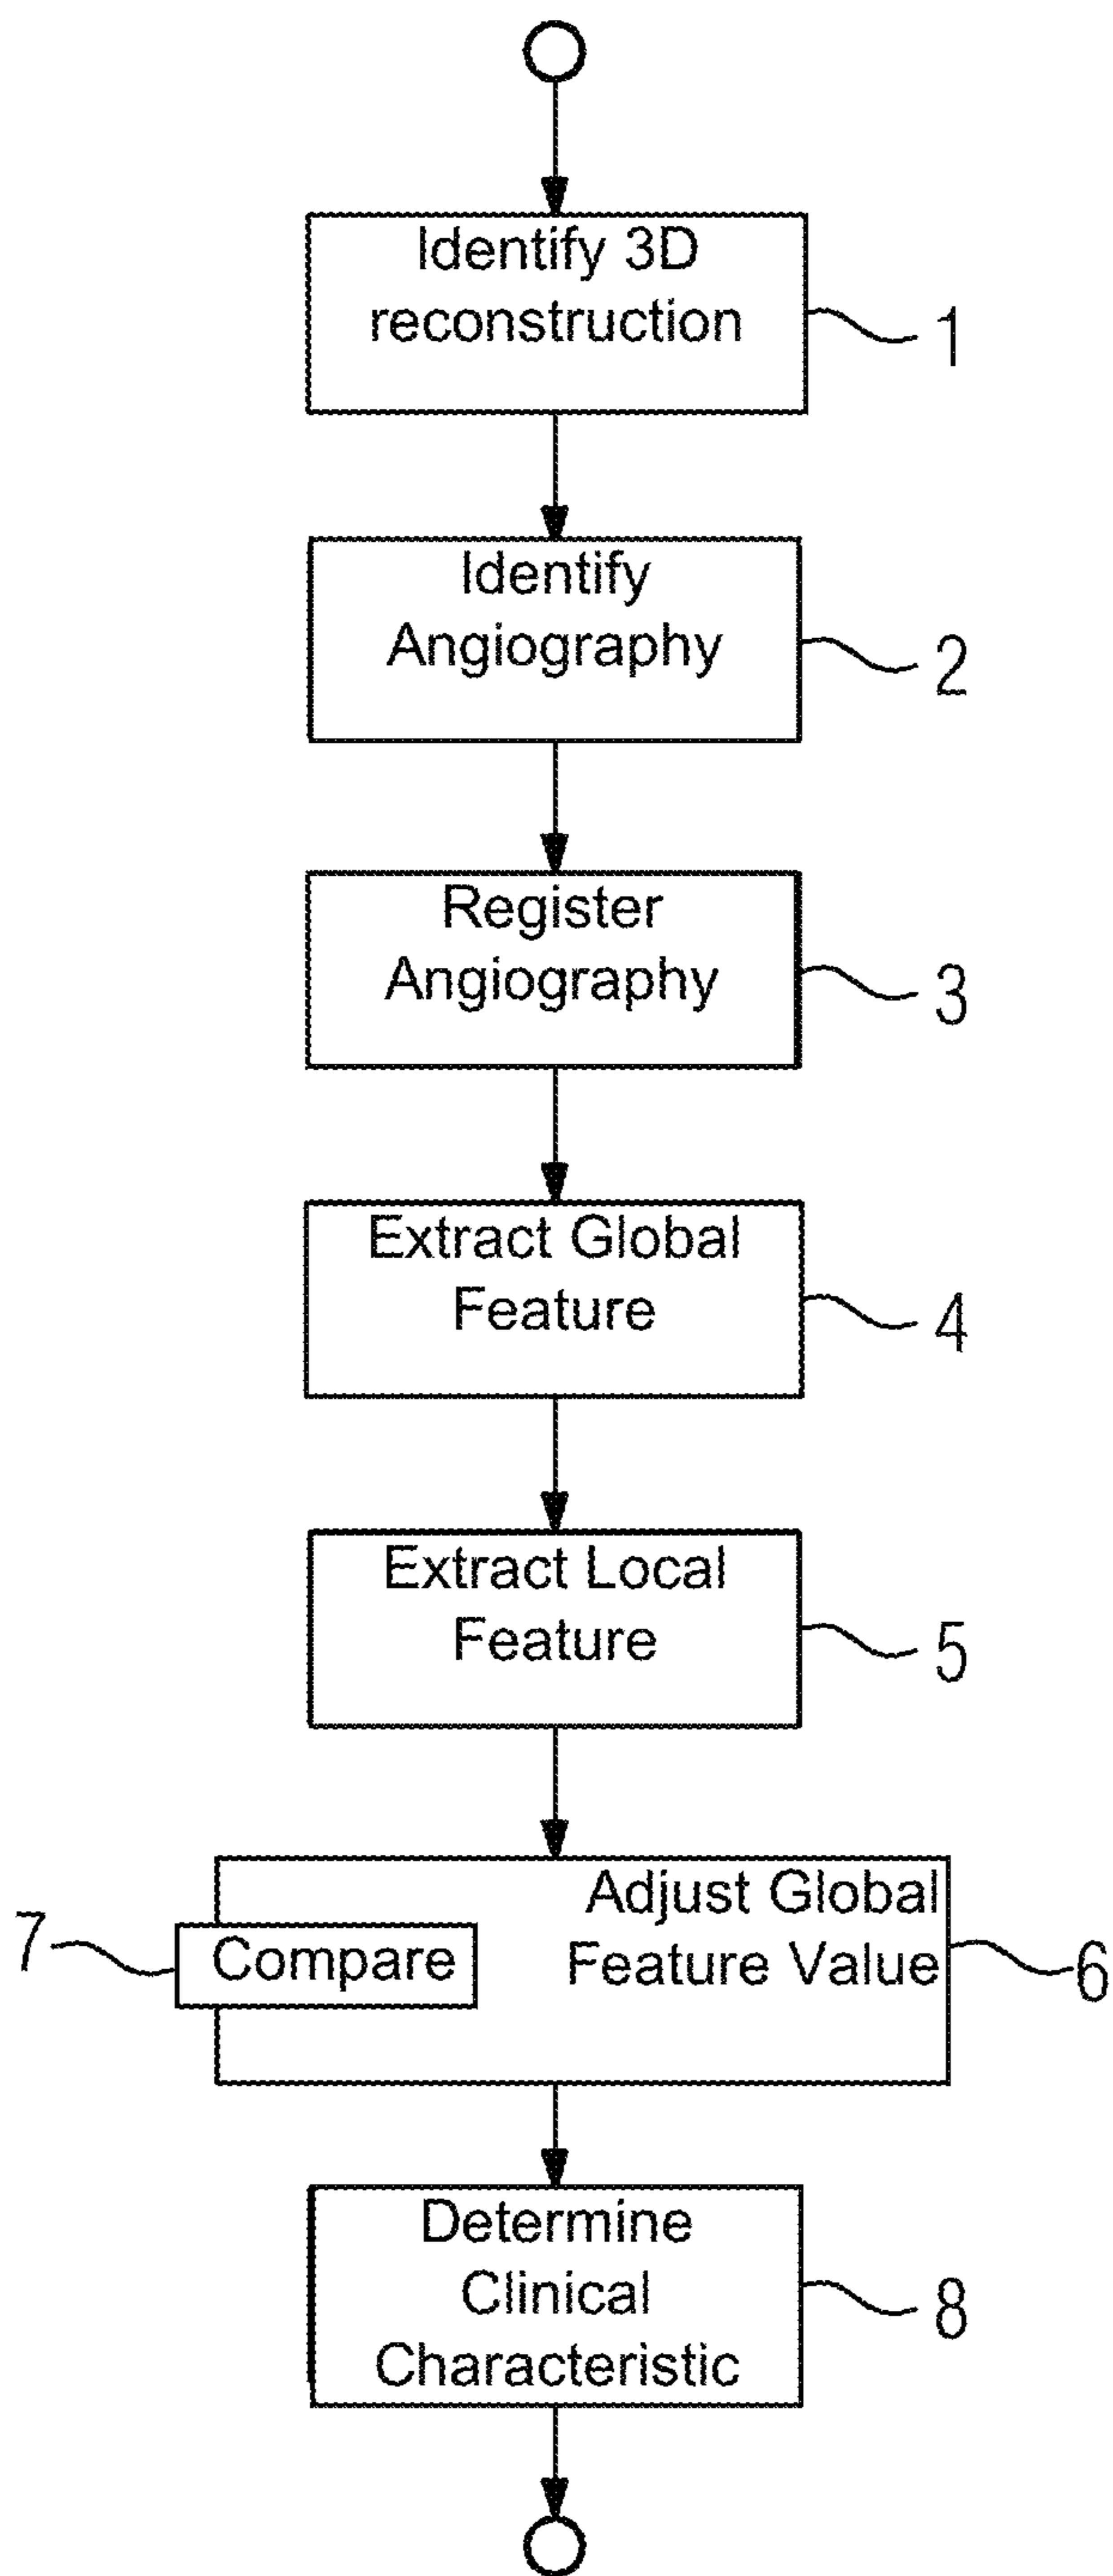 Identify 3D
reconstruction
1
Identify
Angiography
2
Register
Angiography
3
Extract Global
Feature
4
Extract Local
Feature
5
Adjust Global
Feature Value
6
7
Compare
Determine
Clinical
Characteristic
8